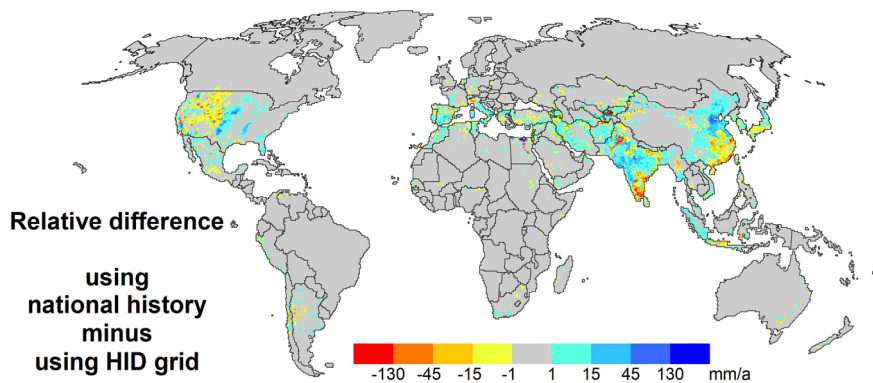 Relative difference
using
national history
minus
using HID grid
-130 -45 -15 -1 1 15 45 130 mm/a